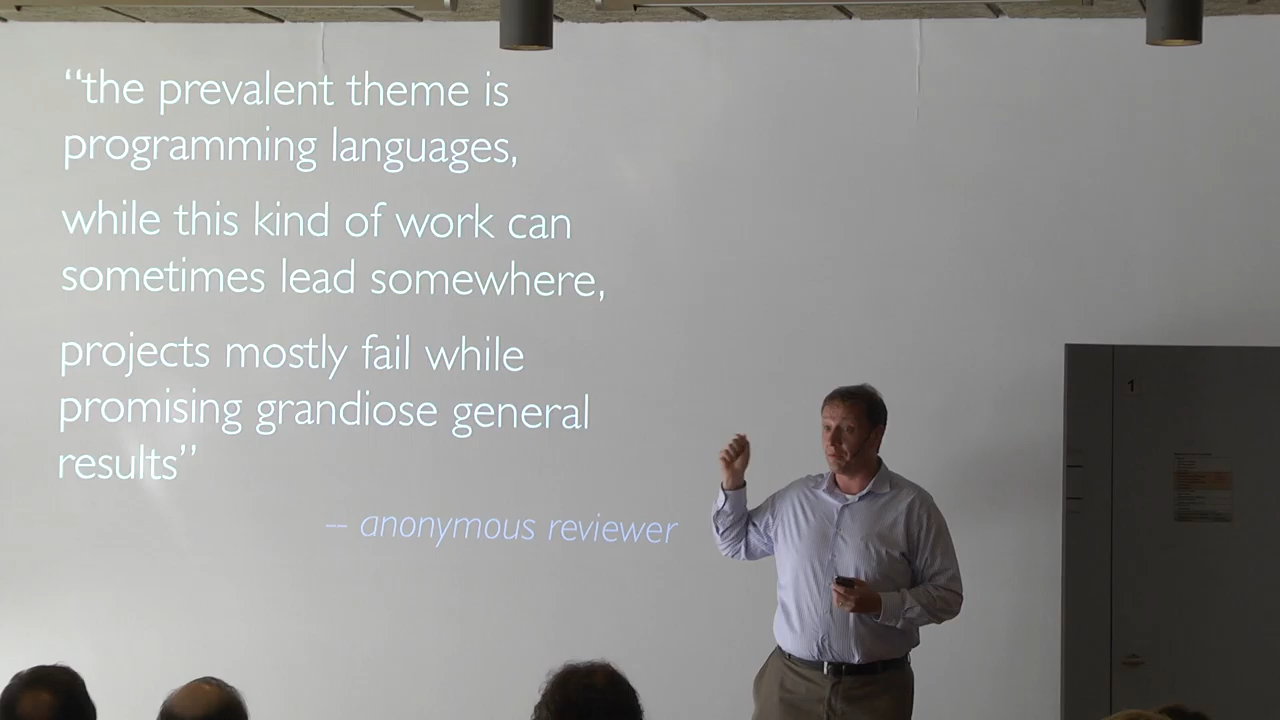 “the prevalent theme is
programming languages,
while this kind of work can
sometimes lead somewhere,
projects mostly fail while
promising grandiose general
results”
-- anonymous reviewer
1